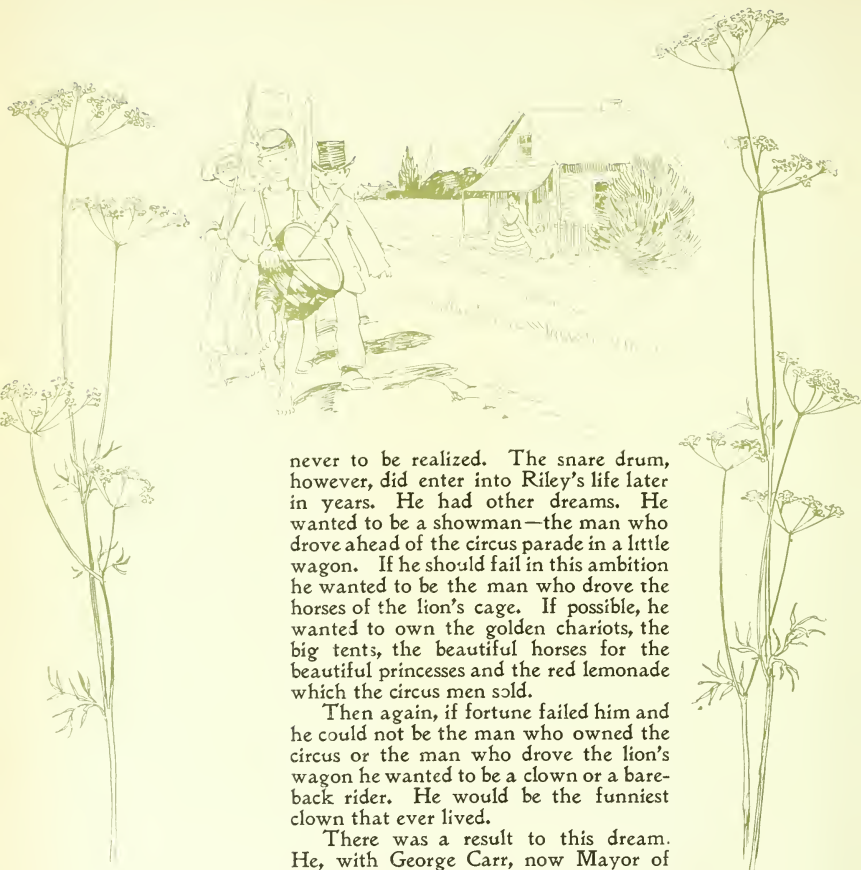 never to be realized. The snare drum,
however, did enter into Riley's life later
in years. He had other dreams. He
wanted to be a showman—the man who
drove ahead of the circus parade in a little
wagon. If he should fail in this ambition
he wanted to be the man who drove the
horses of the lion's cage. If possible, he
wanted to own the golden chariots, the
big tents, the beautiful horses for the
beautiful princesses and the red lemonade
which the circus men sold.
Then again, if fortune failed him and
he could not be the man who owned the
circus or the man who drove the lion's
wagon he wanted to be a clown or a bare-
back rider. He would be the funniest
clown that ever lived.
There was a result to this dream.
He, with George Carr, now Mayor of